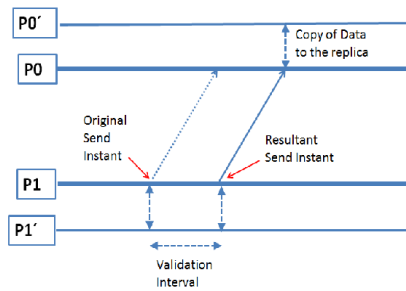 P0´
Copy of Data
to the replica
P0
Original
Send
Instant
Resultant
Send Instant
P1
P1´
Validation
Interval